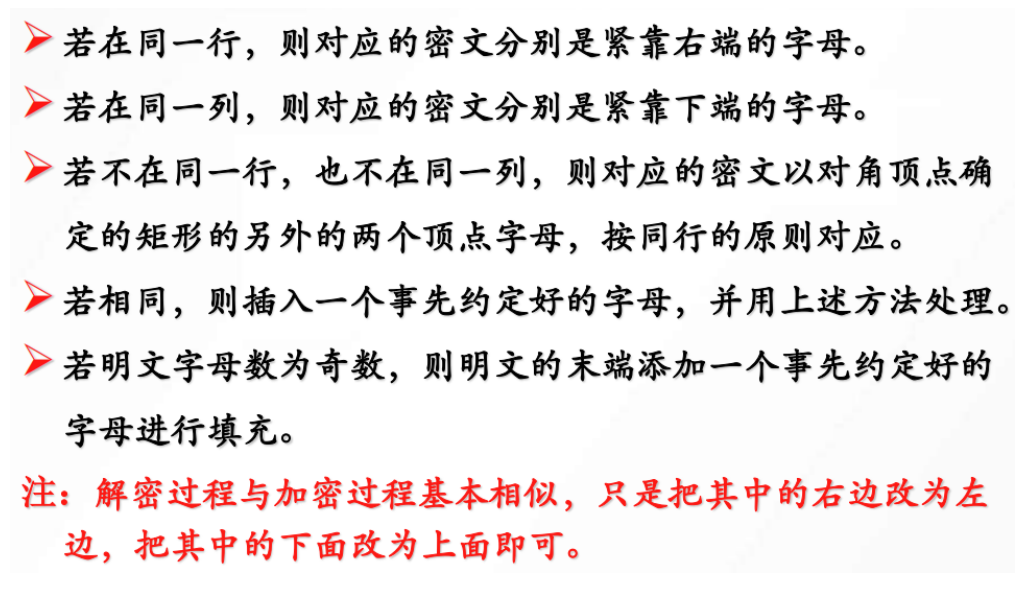 若在同一行，则对应的密文分别是紧靠右端的字母。
若在同一列，则对应的密文分别是紧靠下端的字母。
若不在同一行，也不在同一列，则对应的密文以对角顶点确
定的矩形的另外的两个顶点字母，按同行的原则对应。
若相同，则插入一个事先约定好的字母，并用上述方法处理。
若明文字母数为奇数，则明文的末端添加一个事先约定好的
字母进行填充。
注：解密过程与加密过程基本相似，只是把其中的右边改为左
边，把其中的下面改为上面即可。